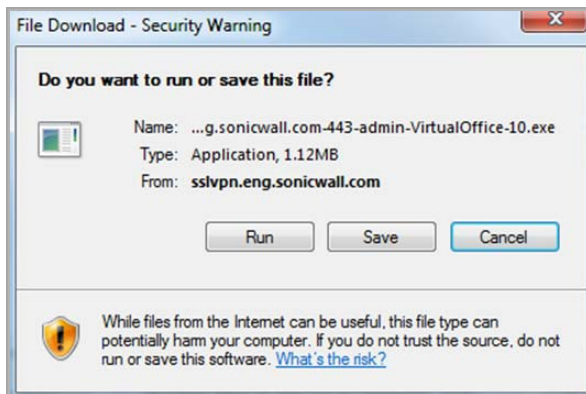 File Download - Security Warning
Do you want to run or save this file?
Name: ...g.sonicwall.com-443-admin-VirtualOffice-10.exe
Type: Application, 1.12MB
From: sslvpn.eng.sonicwall.com
Run Save Cancel
While files from the Internet can be useful, this file type can
potentially harm your computer. If you do not trust the source, do not
run or save this software. What's the risk?